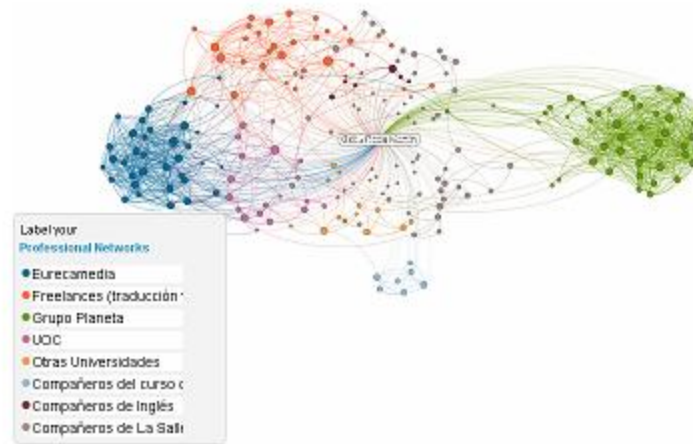 Label your
Professional Networks
Eurecamedia
Freelances (traducción
Grupo Planeta
UOC
Otras Universidades
Compañeros del curso
Compañeros de Inglés
Compañeros de La Salle